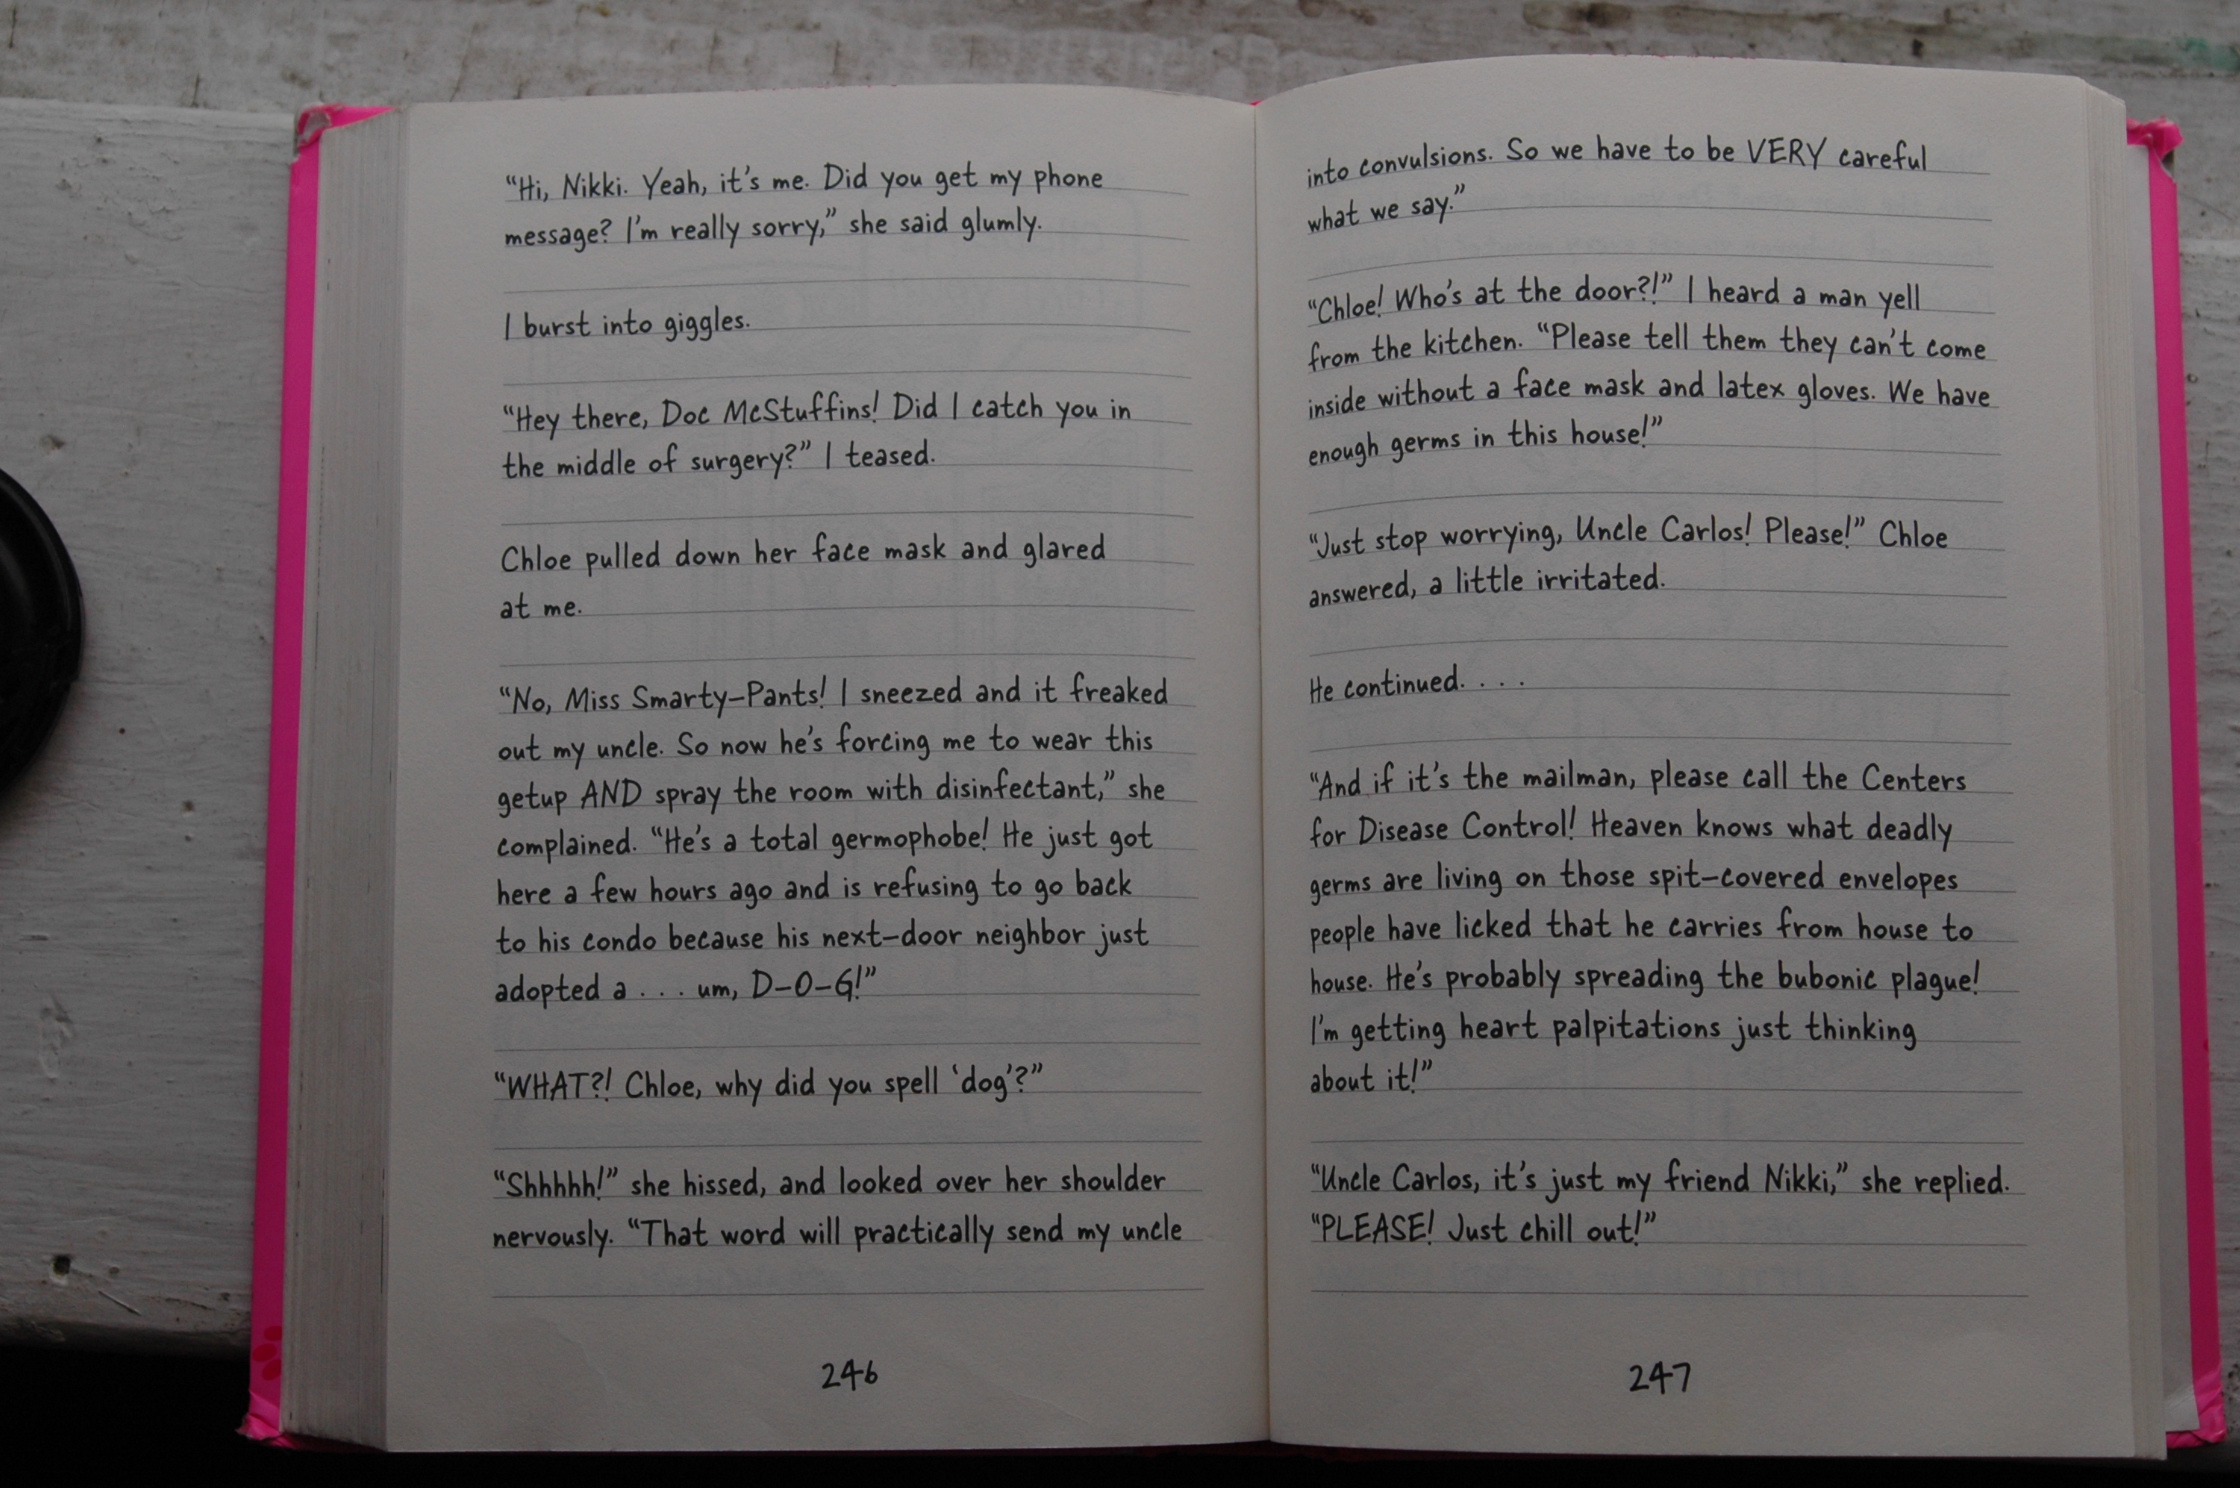 “Hi, Nikki. Yeah, it’s me. Did you get my phone
message? I’m really sorry,” she said glumly.
I burst into giggles.
“Hey there, Doc McStuffins! Did I catch you in
the middle of surgery?” I teased.
Chloe pulled down her face mask and glared
at me.
“No, Miss Smarty-Pants! I sneezed and it freaked
out my uncle. So now he’s forcing me to wear this
getup AND spray the room with disinfectant,” she
complained. “He’s a total germophobe! He just got
here a few hours ago and is refusing to go back
to his condo because his next-door neighbor just
adopted a . . . um, D-O-G!”
“WHAT?! Chloe, why did you spell ‘dog’?”
“Shhhhh!” she hissed, and looked over her shoulder
nervously. “That word will practically send my uncle
246
into convulsions. So we have to be VERY careful
what we say.”
“Chloe! Who’s at the door?!” I heard a man yell
from the kitchen. “Please tell them they can’t come
inside without a face mask and latex gloves. We have
enough germs in this house!”
“Just stop worrying, Uncle Carlos! Please!” Chloe
answered, a little irritated.
He continued. . . .
“And if it’s the mailman, please call the Centers
for Disease Control! Heaven knows what deadly
germs are living on those spit-covered envelopes
people have licked that he carries from house to
house. He’s probably spreading the bubonic plague!
I’m getting heart palpitations just thinking
about it!”
“Uncle Carlos, it’s just my friend Nikki,” she replied.
“PLEASE! Just chill out!”
247